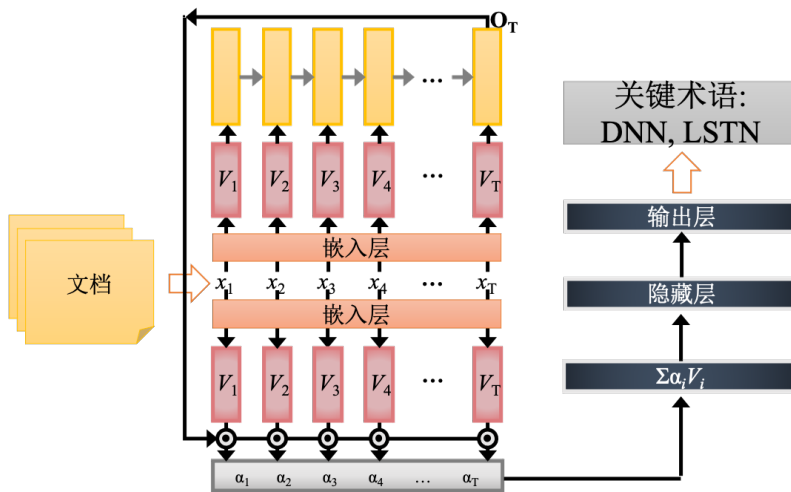 O_T
V_1 V_2 V_3 V_4 ... V_T
嵌入层
x_1 x_2 x_3 x_4 ... x_T
嵌入层
V_1 V_2 V_3 V_4 ... V_T
α_1 α_2 α_3 α_4 ... α_T
文档
关键术语:
DNN, LSTN
输出层
隐藏层
Σα_iV_i